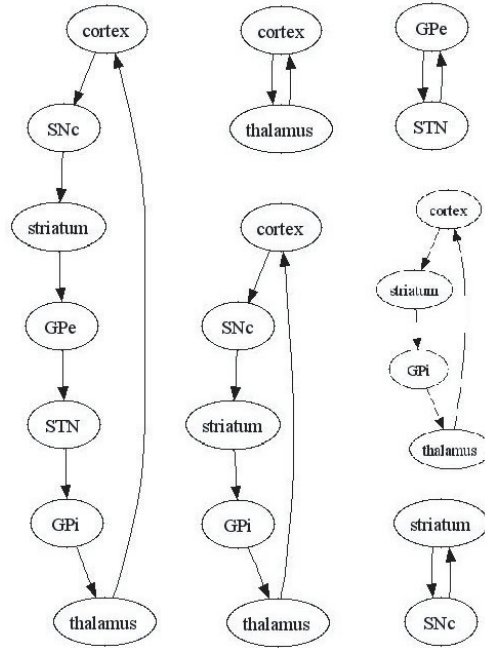 cortex
SNc
striatum
GPe
STN
GPi
thalamus
cortex
thalamus
cortex
SNc
striatum
GPi
thalamus
GPe
STN
cortex
striatum
GPi
thalamus
striatum
SNc